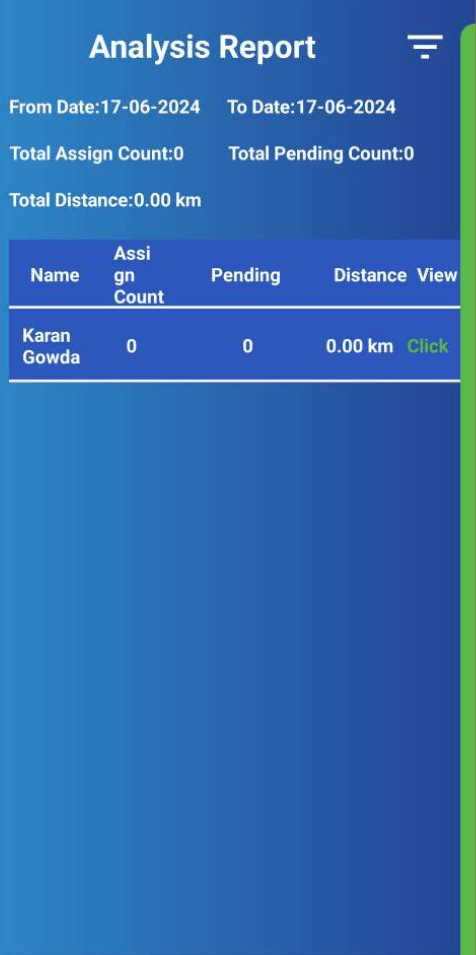 Analysis Report
From Date:17-06-2024 To Date:17-06-2024
Total Assign Count:0 Total Pending Count:0
Total Distance:0.00 km
Name Assi gn Count Pending Distance View
Karan Gowda 0 0 0.00 km Click